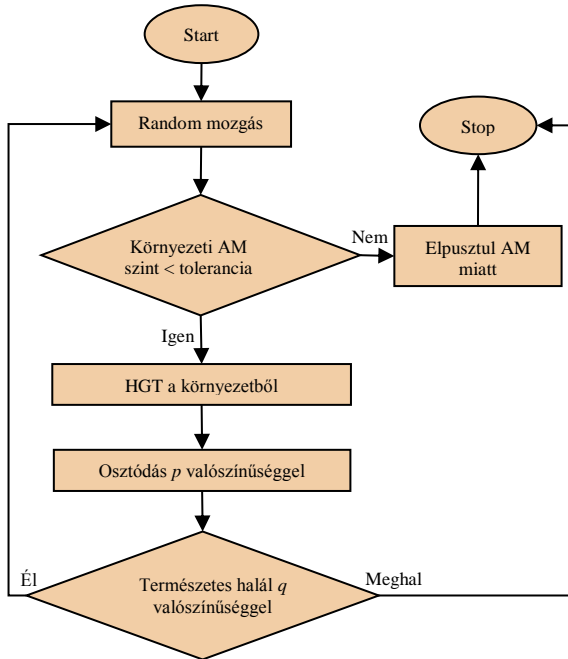 Start
Random mozgás
Stop
Környezeti AM
szint < tolerancia
Nem
Elpusztul AM
miatt
Igen
HGT a környezetből
Osztódás p valószínűséggel
Él
Természetes halál q
valószínűséggel
Meghal